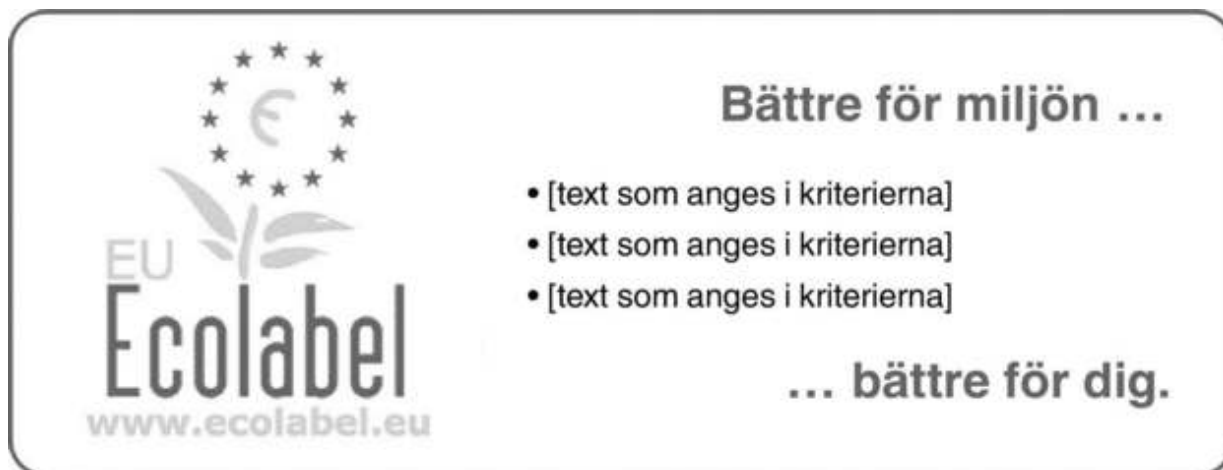 Bättre för miljön ...
• [text som anges i kriterierna]
• [text som anges i kriterierna]
• [text som anges i kriterierna]
... bättre för dig.
EU
Ecolabel
www.ecolabel.eu